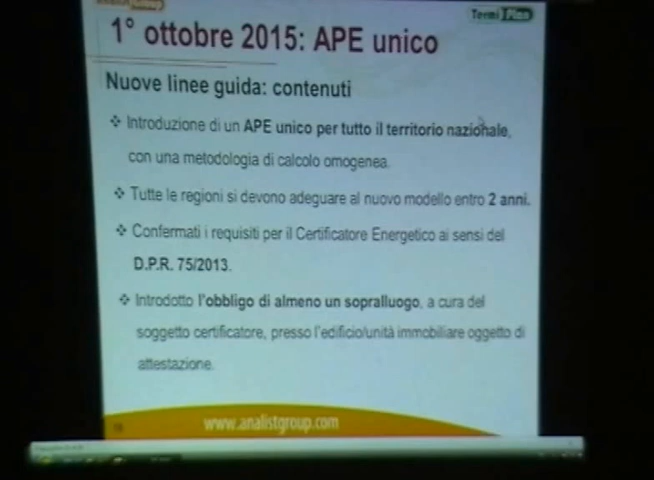 Termi Plan
1° ottobre 2015: APE unico
Nuove linee guida: contenuti
❖ Introduzione di un APE unico per tutto il territorio nazionale,
con una metodologia di calcolo omogenea.
❖ Tutte le regioni si devono adeguare al nuovo modello entro 2 anni.
❖ Confermati i requisiti per il Certificatore Energetico ai sensi del
D.P.R. 75/2013.
❖ Introdotto l'obbligo di almeno un sopralluogo, a cura del
soggetto certificatore, presso l'edificio/unità immobiliare oggetto di
attestazione.
www.analistgroup.com